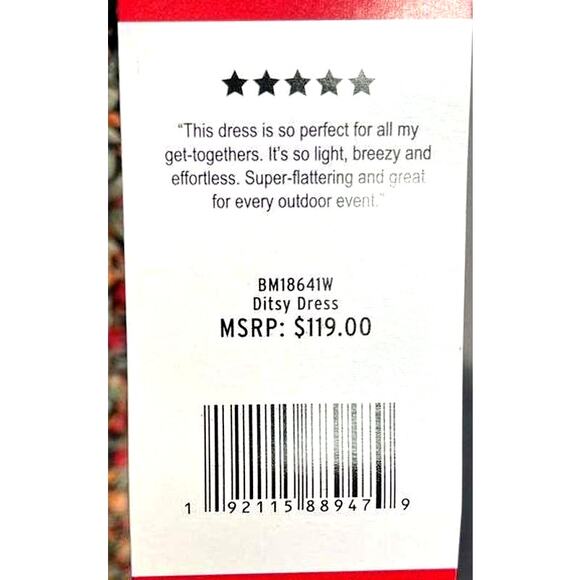 ★★★★★
"This dress is so perfect for all my
get-togethers. It's so light, breezy and
effortless. Super-flattering and great
for every outdoor event."
BM18641W
Ditsy Dress
MSRP: $119.00
1 92115 88947 9